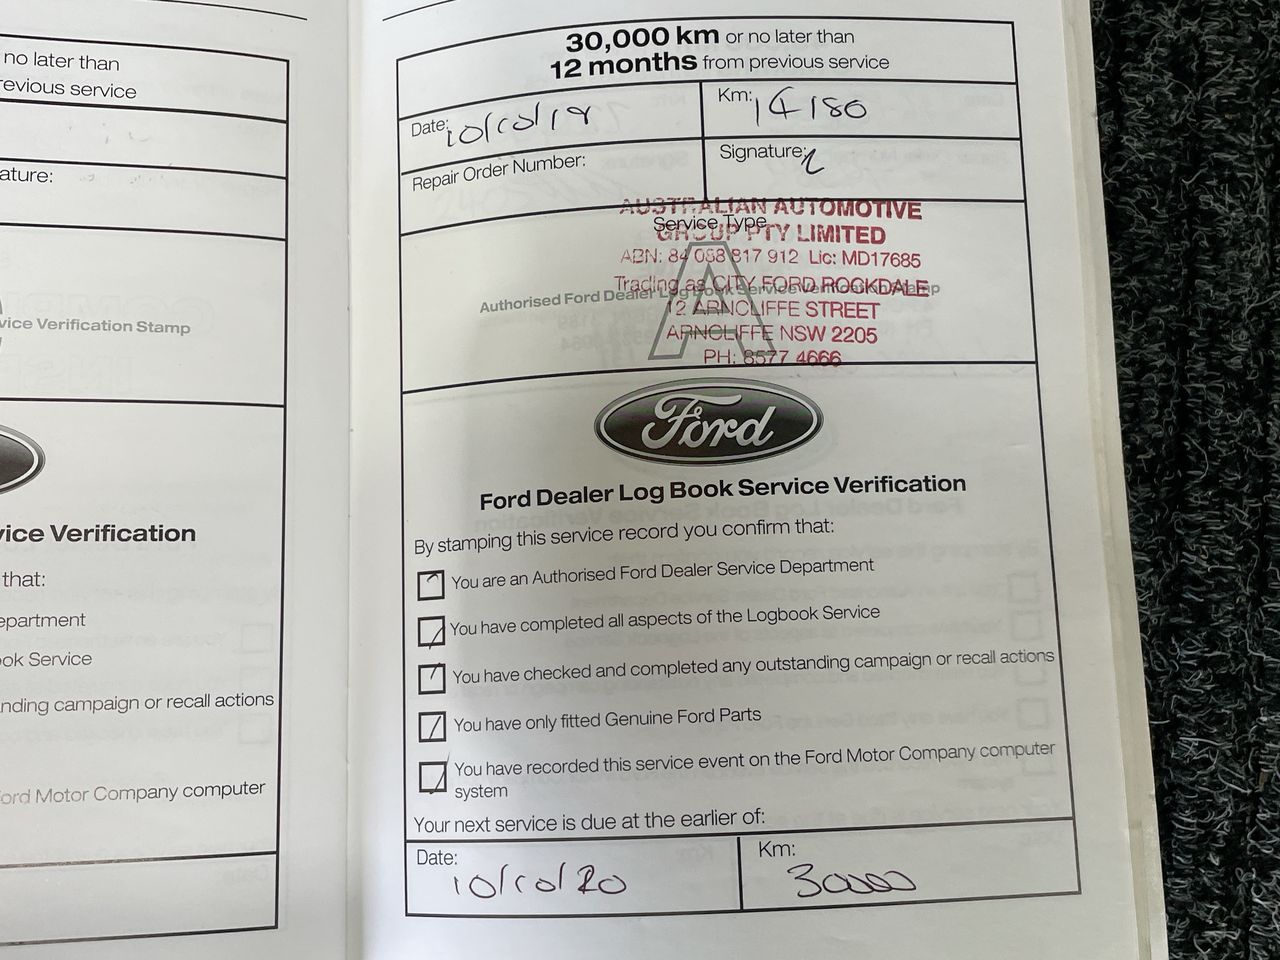 no later than
revious service
ature:
vice Verification Stamp
vice Verification
that:
epartment
ok Service
nding campaign or recall actions
ord Motor Company computer
30,000 km or no later than
12 months from previous service
Date: 10/10/19
Km: 14180
Repair Order Number:
Signature:
AUSTRALIAN AUTOMOTIVE
Service Type
GROUP PTY LIMITED
ABN: 84 068 817 912 Lic: MD17685
Trading as CITY FORD ROCKDALE
Authorised Ford Dealer Log Book Service Verification Stamp
A
12 ARNCLIFFE STREET
ARNCLIFFE NSW 2205
PH: 8577 4666
Ford
Ford Dealer Log Book Service Verification
By stamping this service record you confirm that:
You are an Authorised Ford Dealer Service Department
You have completed all aspects of the Logbook Service
You have checked and completed any outstanding campaign or recall actions
You have only fitted Genuine Ford Parts
You have recorded this service event on the Ford Motor Company computer
system
Your next service is due at the earlier of:
Date: 10/10/20
Km: 30000